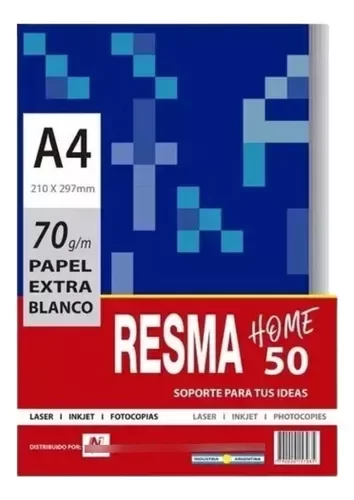 A4
210 X 297mm
70g/m
PAPEL
EXTRA
BLANCO
RESMA HOME
50
SOPORTE PARA TUS IDEAS
LASER I INKJET I FOTOCOPIAS
LASER I INKJET I PHOTOCOPIES
DISTRIBUIDO POR:
INDUSTRIA ARGENTINA